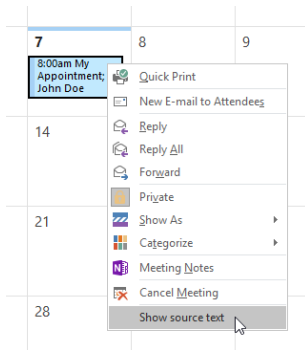 7 8 9
8:00am My
Appointment;
John Doe
Quick Print
New E-mail to Attendees
14
Reply
Reply All
Forward
Private
21
Show As
Categorize
Meeting Notes
Cancel Meeting
28
Show source text